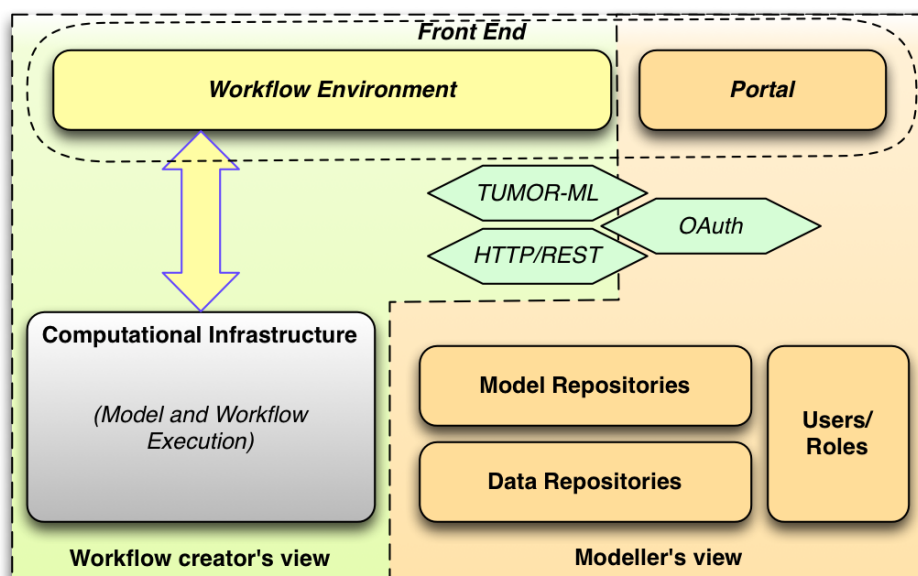 Front End
Workflow Environment
Portal
TUMOR-ML
OAuth
HTTP/REST
Computational Infrastructure
(Model and Workflow
Execution)
Model Repositories
Users/
Roles
Data Repositories
Workflow creator's view
Modeller's view